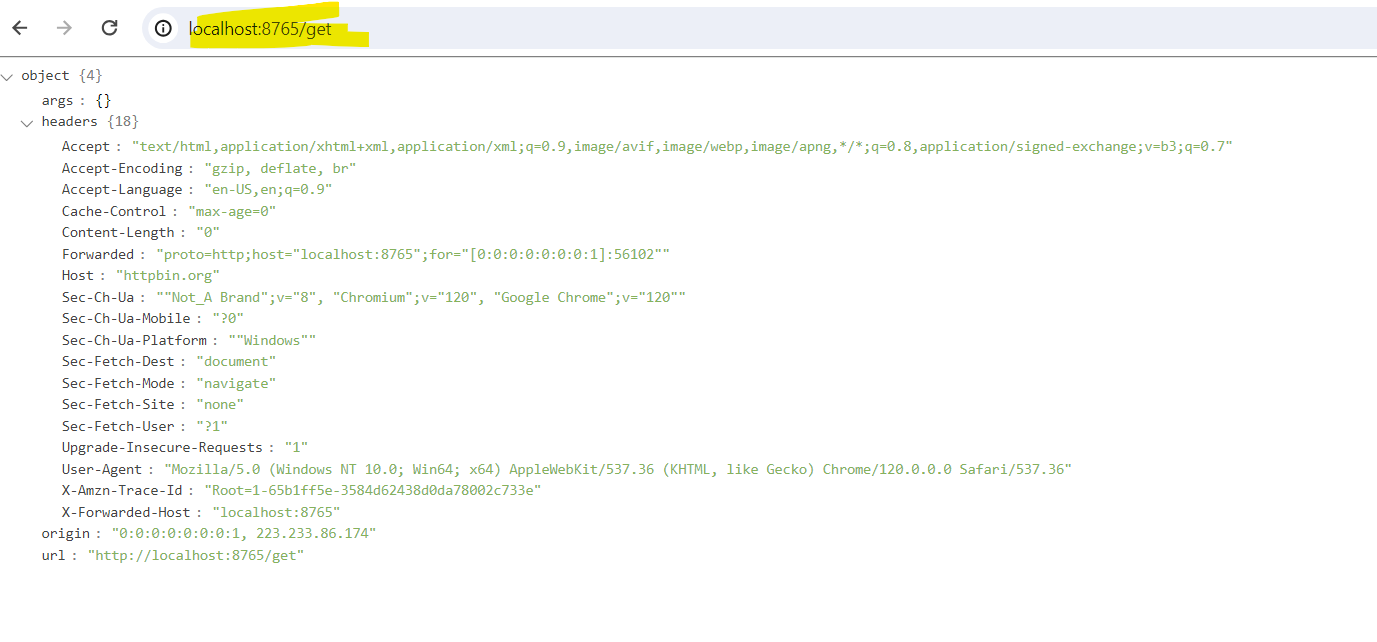 localhost:8765/get
object {4}
args : {}
headers {18}
Accept : "text/html,application/xhtml+xml,application/xml;q=0.9,image/avif,image/webp,image/apng,*/*;q=0.8,application/signed-exchange;v=b3;q=0.7"
Accept-Encoding : "gzip, deflate, br"
Accept-Language : "en-US,en;q=0.9"
Cache-Control : "max-age=0"
Content-Length : "0"
Forwarded : "proto=http;host="localhost:8765";for="[0:0:0:0:0:0:0:1]:56102""
Host : "httpbin.org"
Sec-Ch-Ua : ""Not_A Brand";v="8", "Chromium";v="120", "Google Chrome";v="120""
Sec-Ch-Ua-Mobile : "?0"
Sec-Ch-Ua-Platform : ""Windows""
Sec-Fetch-Dest : "document"
Sec-Fetch-Mode : "navigate"
Sec-Fetch-Site : "none"
Sec-Fetch-User : "?1"
Upgrade-Insecure-Requests : "1"
User-Agent : "Mozilla/5.0 (Windows NT 10.0; Win64; x64) AppleWebKit/537.36 (KHTML, like Gecko) Chrome/120.0.0.0 Safari/537.36"
X-Amzn-Trace-Id : "Root=1-65b1ff5e-3584d62438d0da78002c733e"
X-Forwarded-Host : "localhost:8765"
origin : "0:0:0:0:0:0:0:1, 223.233.86.174"
url : "http://localhost:8765/get"